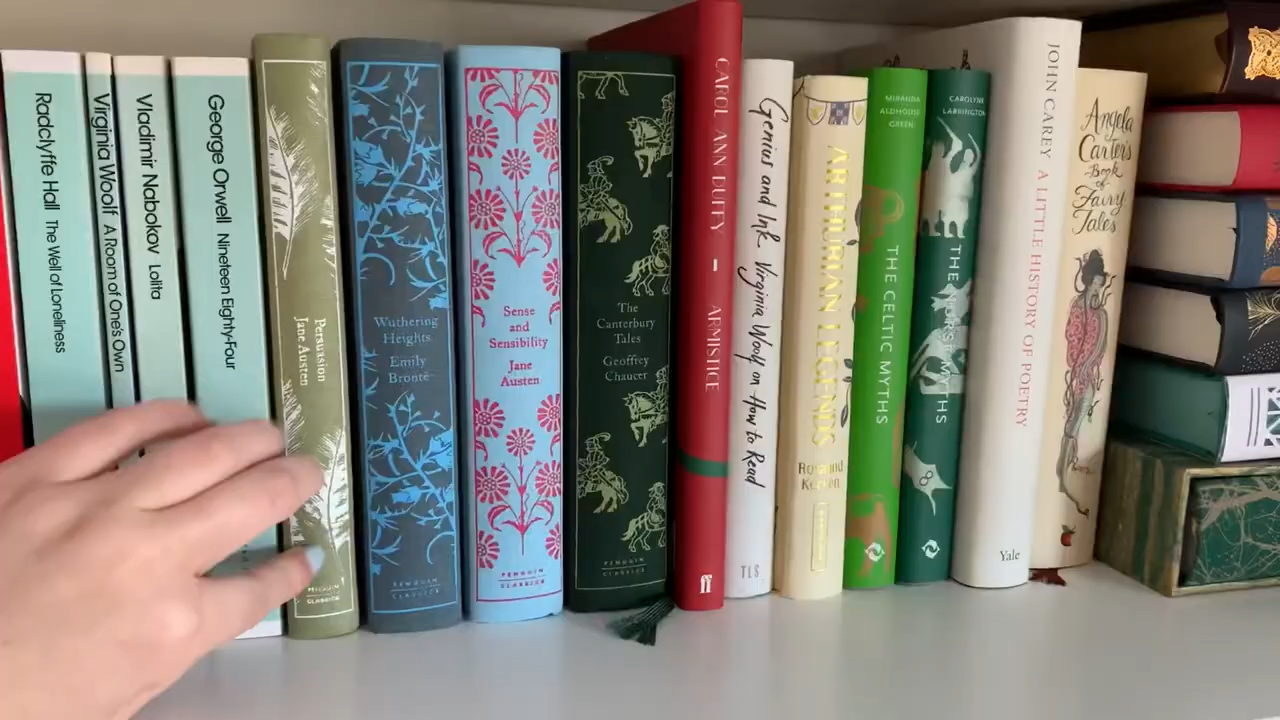 Radclyffe Hall The Well of Loneliness
Virginia Woolf A Room of One's Own
Vladimir Nabokov Lolita
George Orwell Nineteen Eighty-Four
Persuasion
Jane Austen
PENGUIN
CLASSICS
Wuthering
Heights
Emily
Brontë
PENGUIN
CLASSICS
Sense
and
Sensibility
Jane
Austen
PENGUIN
CLASSICS
The
Canterbury
Tales
Geoffrey
Chaucer
PENGUIN
CLASSICS
CAROL ANN DUFFY ARMISTICE
ff
Genius and Ink Virginia Woolf on How to Read
TLS
ARTHURIAN LEGENDS
MIRANDA
ALDHOUSE
GREEN
THE CELTIC MYTHS
CAROLYNE
LARRINGTON
THE NORSE MYTHS
JOHN CAREY A LITTLE HISTORY OF POETRY
Yale
Angela
Carter's
Book
of
Fairy
Tales